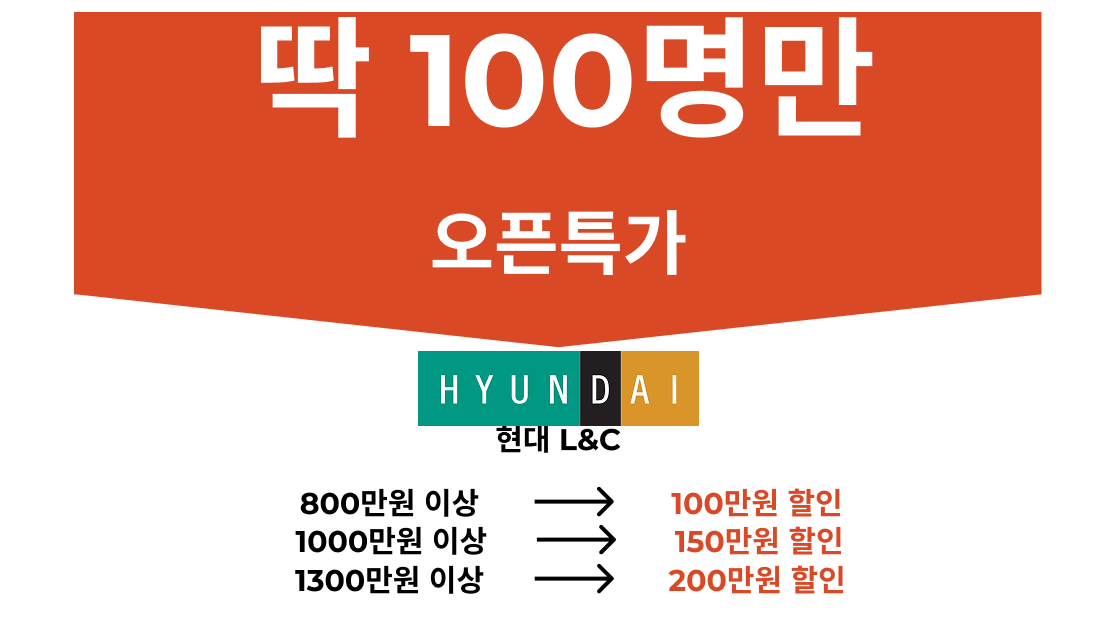 딱 100명만
오픈특가
HYUNDAI
현대 L&C
800만원 이상 → 100만원 할인
1000만원 이상 → 150만원 할인
1300만원 이상 → 200만원 할인